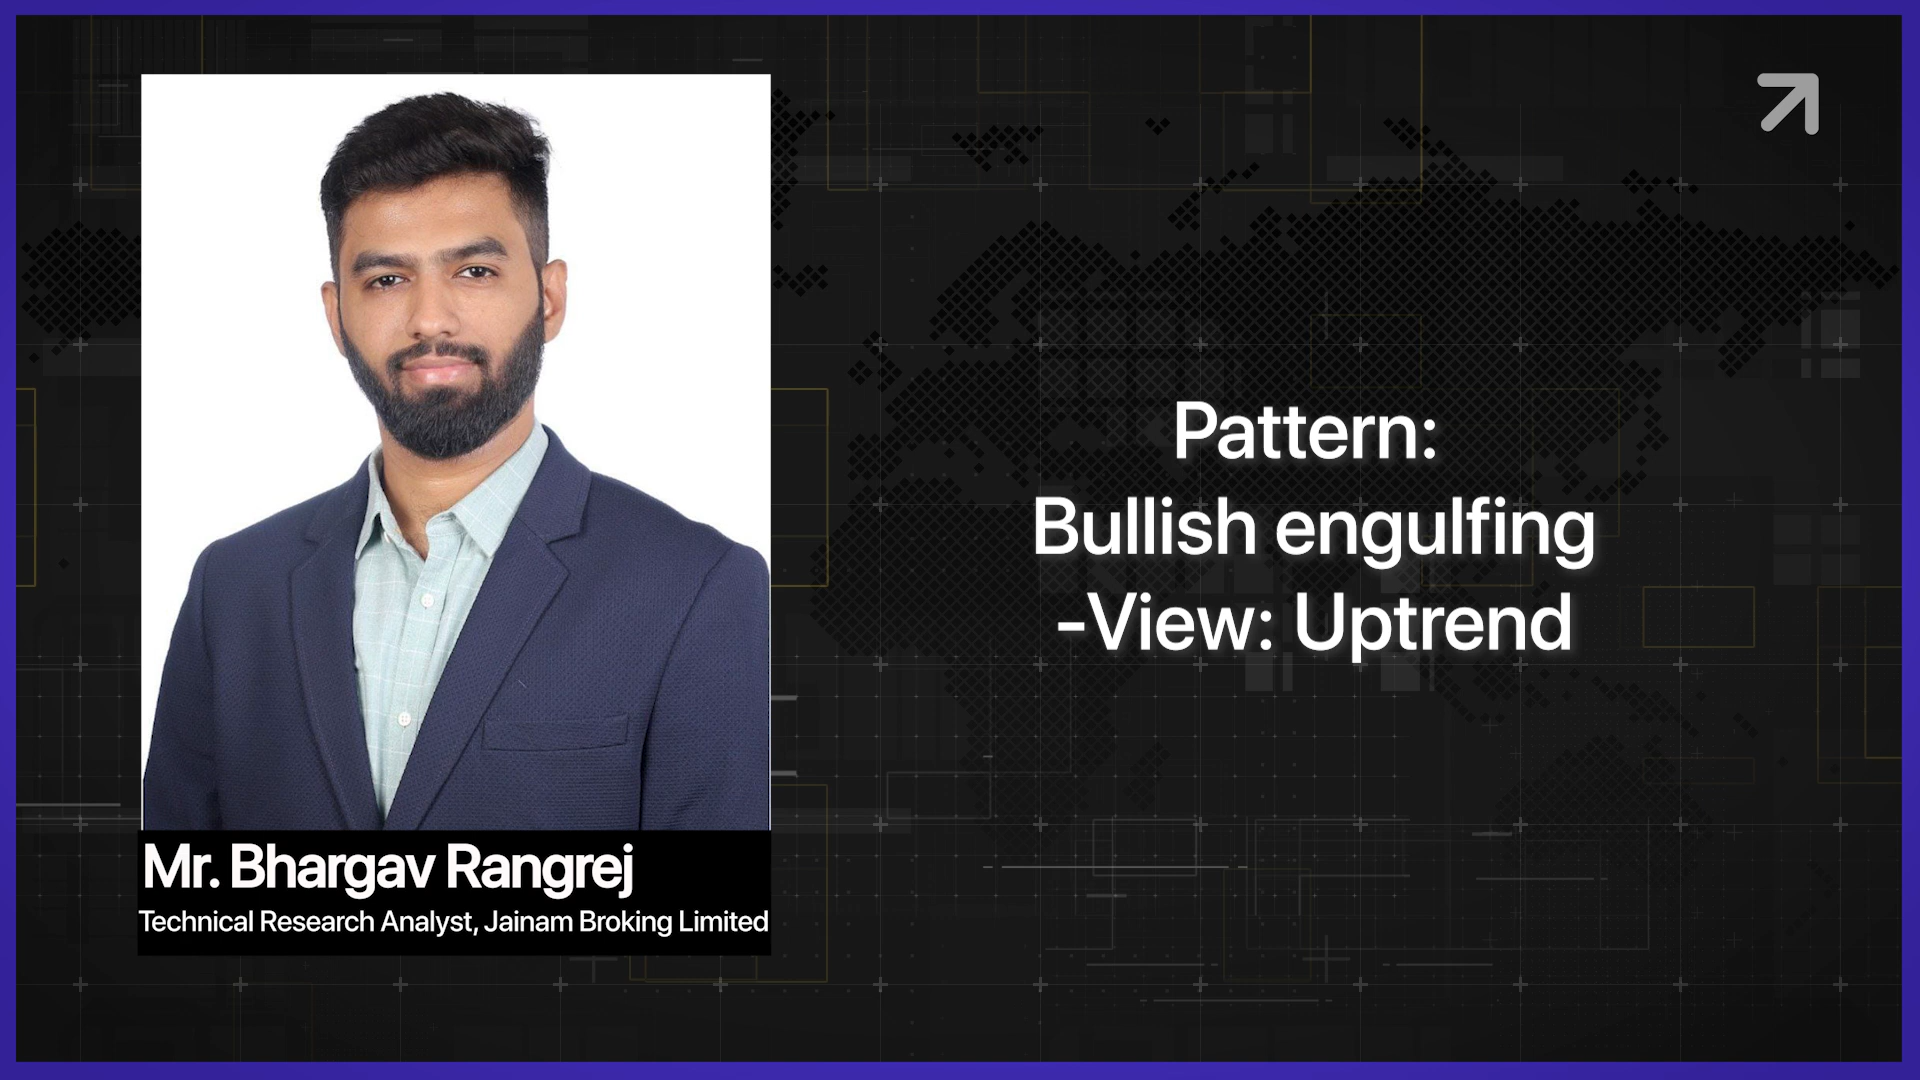 Mr. Bhargav Rangrej
Technical Research Analyst, Jainam Broking Limited
Pattern:
Bullish engulfing
-View: Uptrend